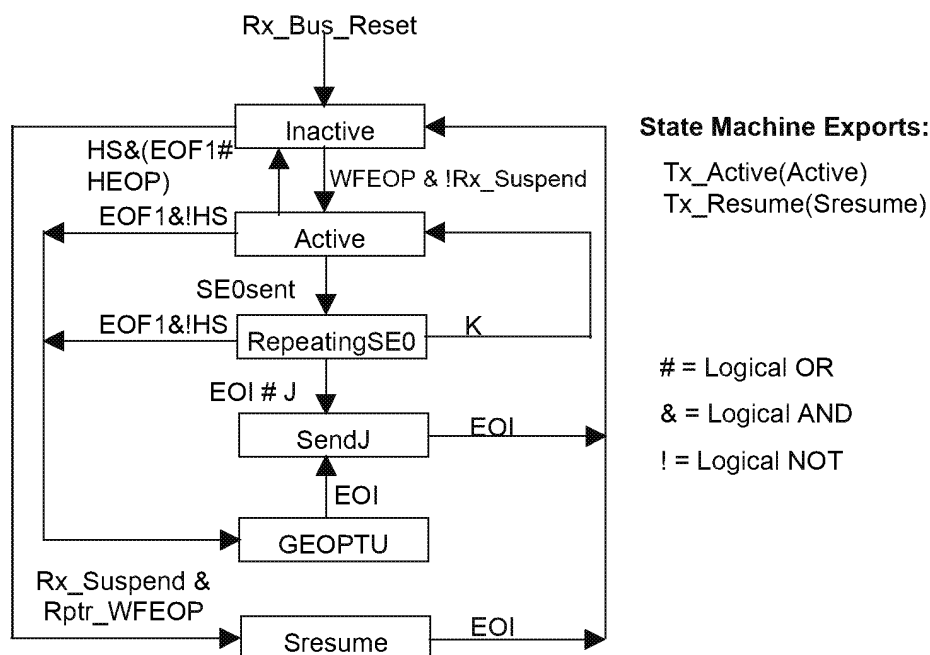 Rx_Bus_Reset
Inactive
State Machine Exports:
HS&(EOF1#
HEOP)
WFEOP & !Rx_Suspend
Tx_Active(Active)
Tx_Resume(Sresume)
EOF1&!HS
Active
SE0sent
EOF1&!HS
RepeatingSE0
K
# = Logical OR
EOI # J
& = Logical AND
SendJ
EOI
! = Logical NOT
EOI
GEOPTU
Rx_Suspend &
Rptr_WFEOP
Sresume
EOI